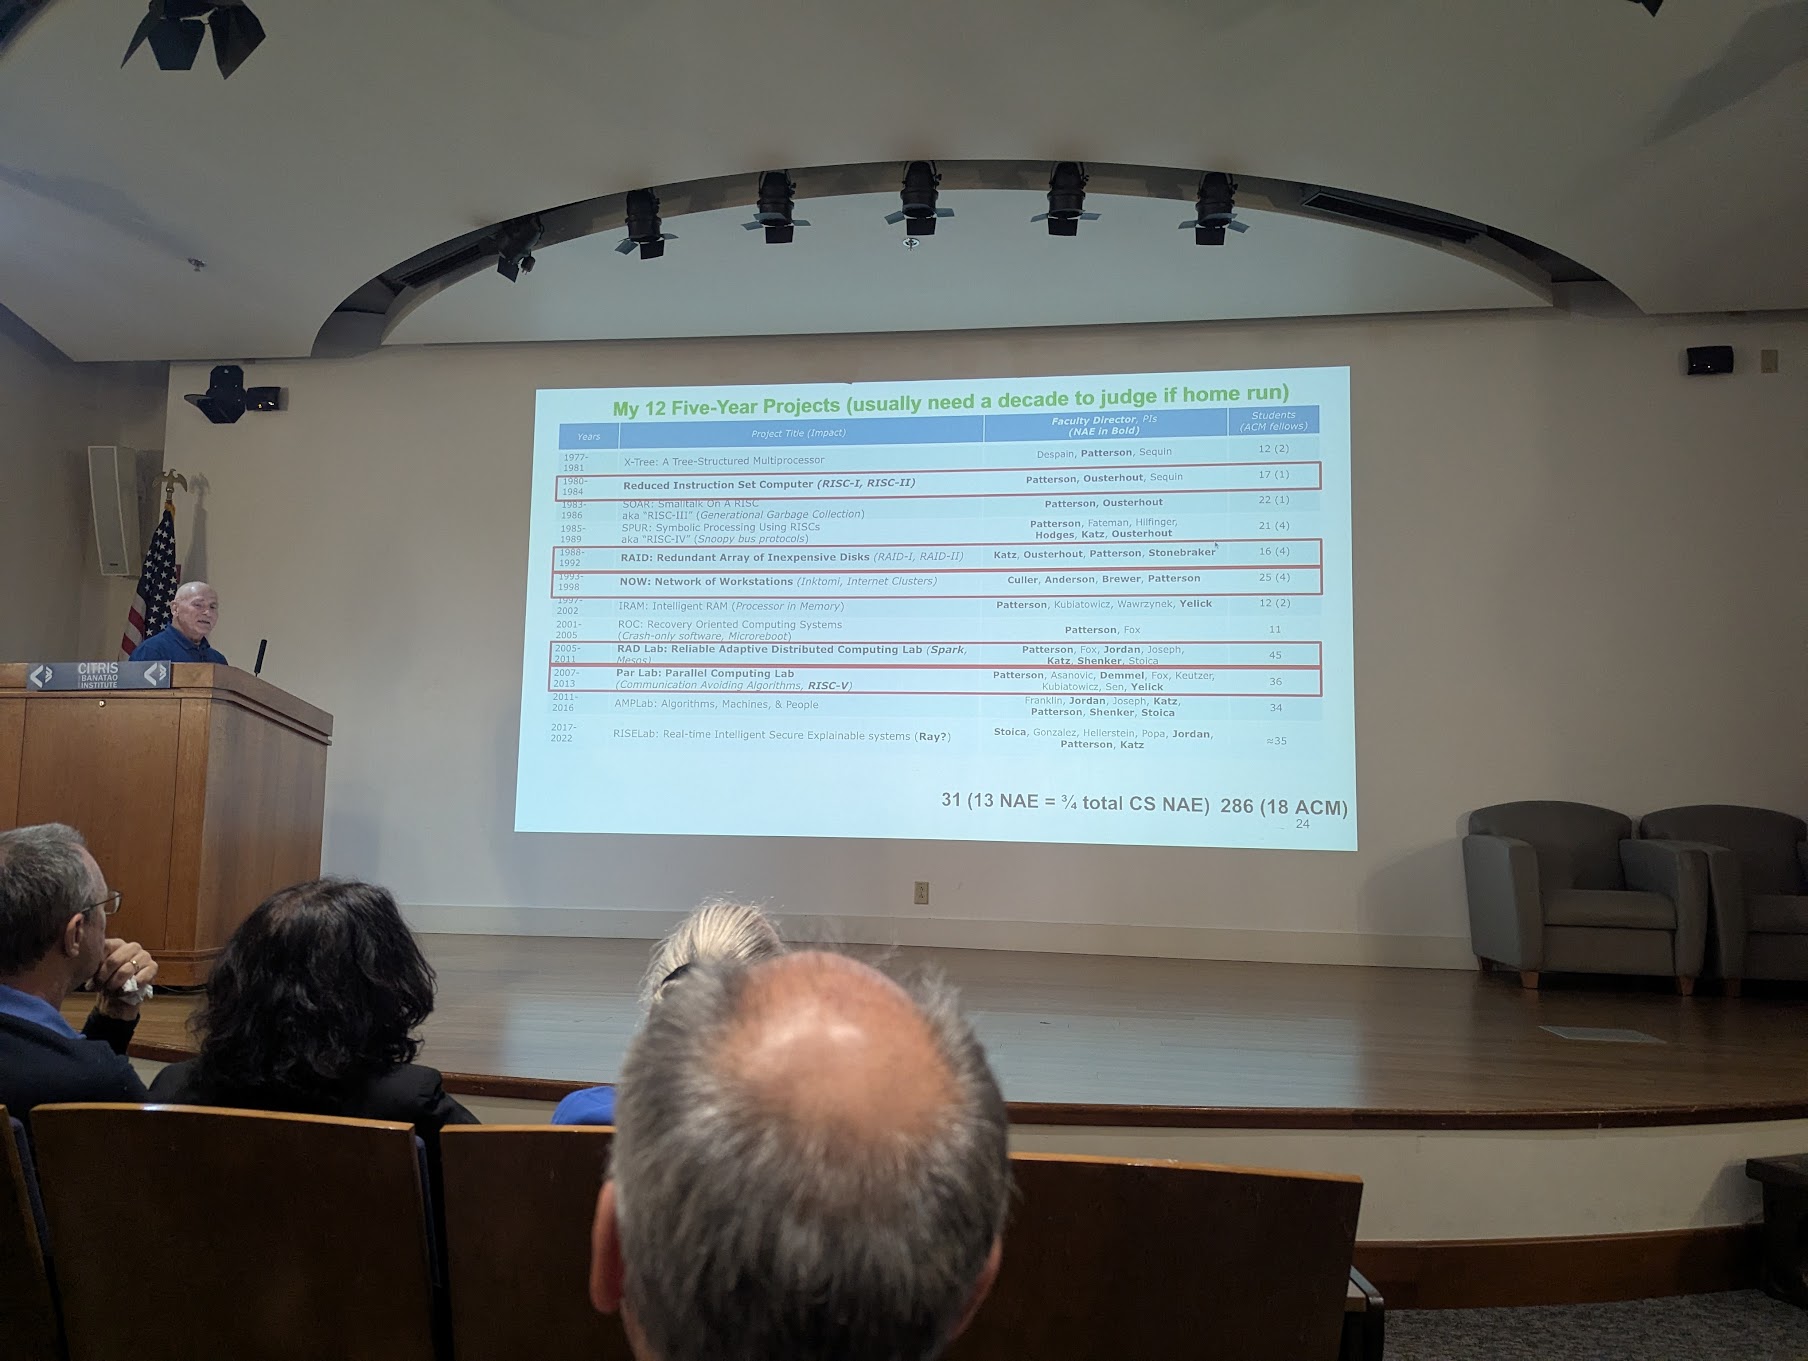 My 12 Five-Year Projects (usually need a decade to judge if home run)
Years
Project Title (Impact)
Faculty Director, PIs
(NAE in Bold)
Students
(ACM fellows)
1977-
1981
X-Tree: A Tree-Structured Multiprocessor
Despain, Patterson, Sequin
12 (2)
1980-
1984
Reduced Instruction Set Computer (RISC-I, RISC-II)
Patterson, Ousterhout, Sequin
17 (1)
1983-
1986
SOAR: Smalltalk On A RISC
aka "RISC-III" (Generational Garbage Collection)
Patterson, Ousterhout
22 (1)
1985-
1989
SPUR: Symbolic Processing Using RISCs
aka "RISC-IV" (Snoopy bus protocols)
Patterson, Fateman, Hilfinger,
Hodges, Katz, Ousterhout
21 (4)
1988-
1992
RAID: Redundant Array of Inexpensive Disks (RAID-I, RAID-II)
Katz, Ousterhout, Patterson, Stonebraker
16 (4)
1993-
1998
NOW: Network of Workstations (Inktomi, Internet Clusters)
Culler, Anderson, Brewer, Patterson
25 (4)
1997-
2002
IRAM: Intelligent RAM (Processor in Memory)
Patterson, Kubiatowicz, Wawrzynek, Yelick
12 (2)
2001-
2005
ROC: Recovery Oriented Computing Systems
(Crash-only software, Microreboot)
Patterson, Fox
11
2005-
2011
RAD Lab: Reliable Adaptive Distributed Computing Lab (Spark,
Mesos)
Patterson, Fox, Jordan, Joseph,
Katz, Shenker, Stoica
45
2007-
2013
Par Lab: Parallel Computing Lab
(Communication Avoiding Algorithms, RISC-V)
Patterson, Asanovic, Demmel, Fox, Keutzer,
Kubiatowicz, Sen, Yelick
36
2011-
2016
AMPLab: Algorithms, Machines, & People
Franklin, Jordan, Joseph, Katz,
Patterson, Shenker, Stoica
34
2017-
2022
RISELab: Real-time Intelligent Secure Explainable systems (Ray?)
Stoica, Gonzalez, Hellerstein, Popa, Jordan,
Patterson, Katz
≈35
31 (13 NAE = ¾ total CS NAE) 286 (18 ACM)
24
CITRIS
BANATAO
INSTITUTE